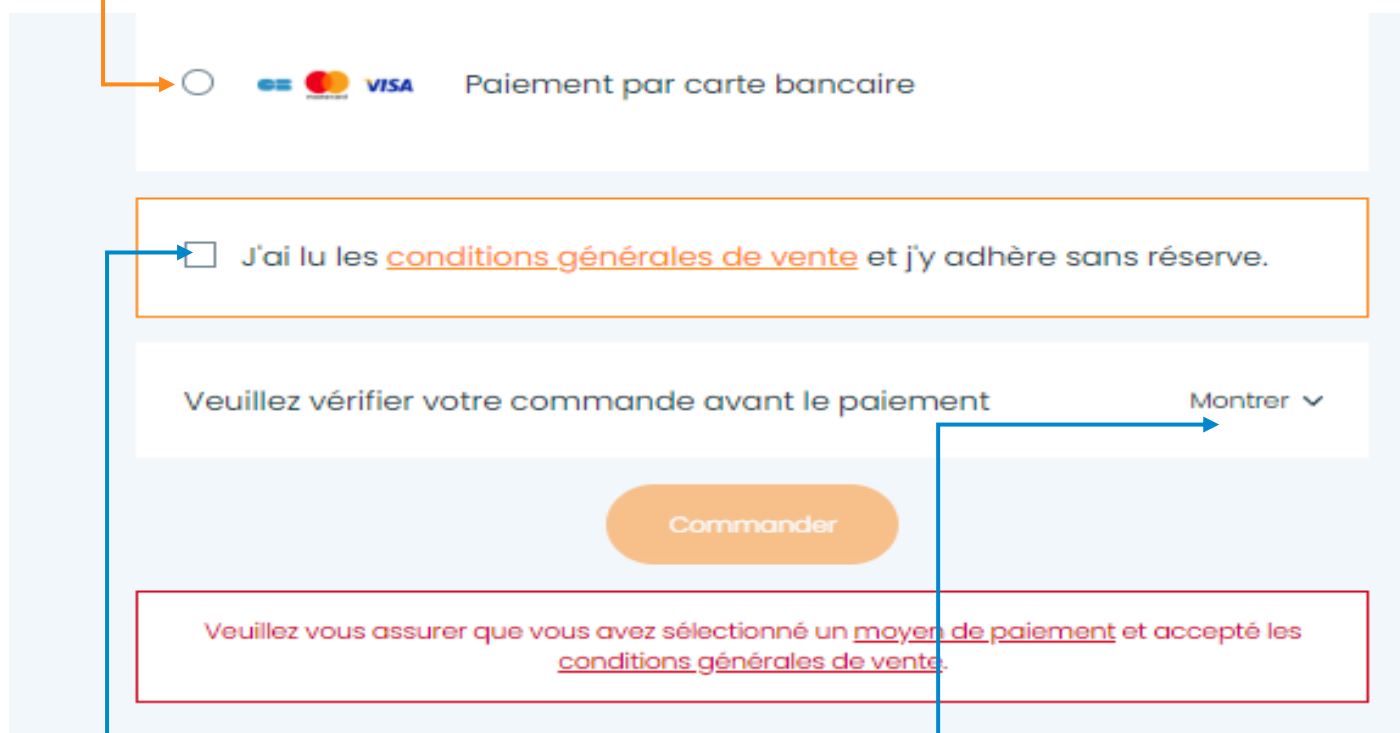 VISA Paiement par carte bancaire
J'ai lu les conditions générales de vente et j'y adhère sans réserve.
Veuillez vérifier votre commande avant le paiement Montrer
Commander
Veuillez vous assurer que vous avez sélectionné un moyen de paiement et accepté les
conditions générales de vente.